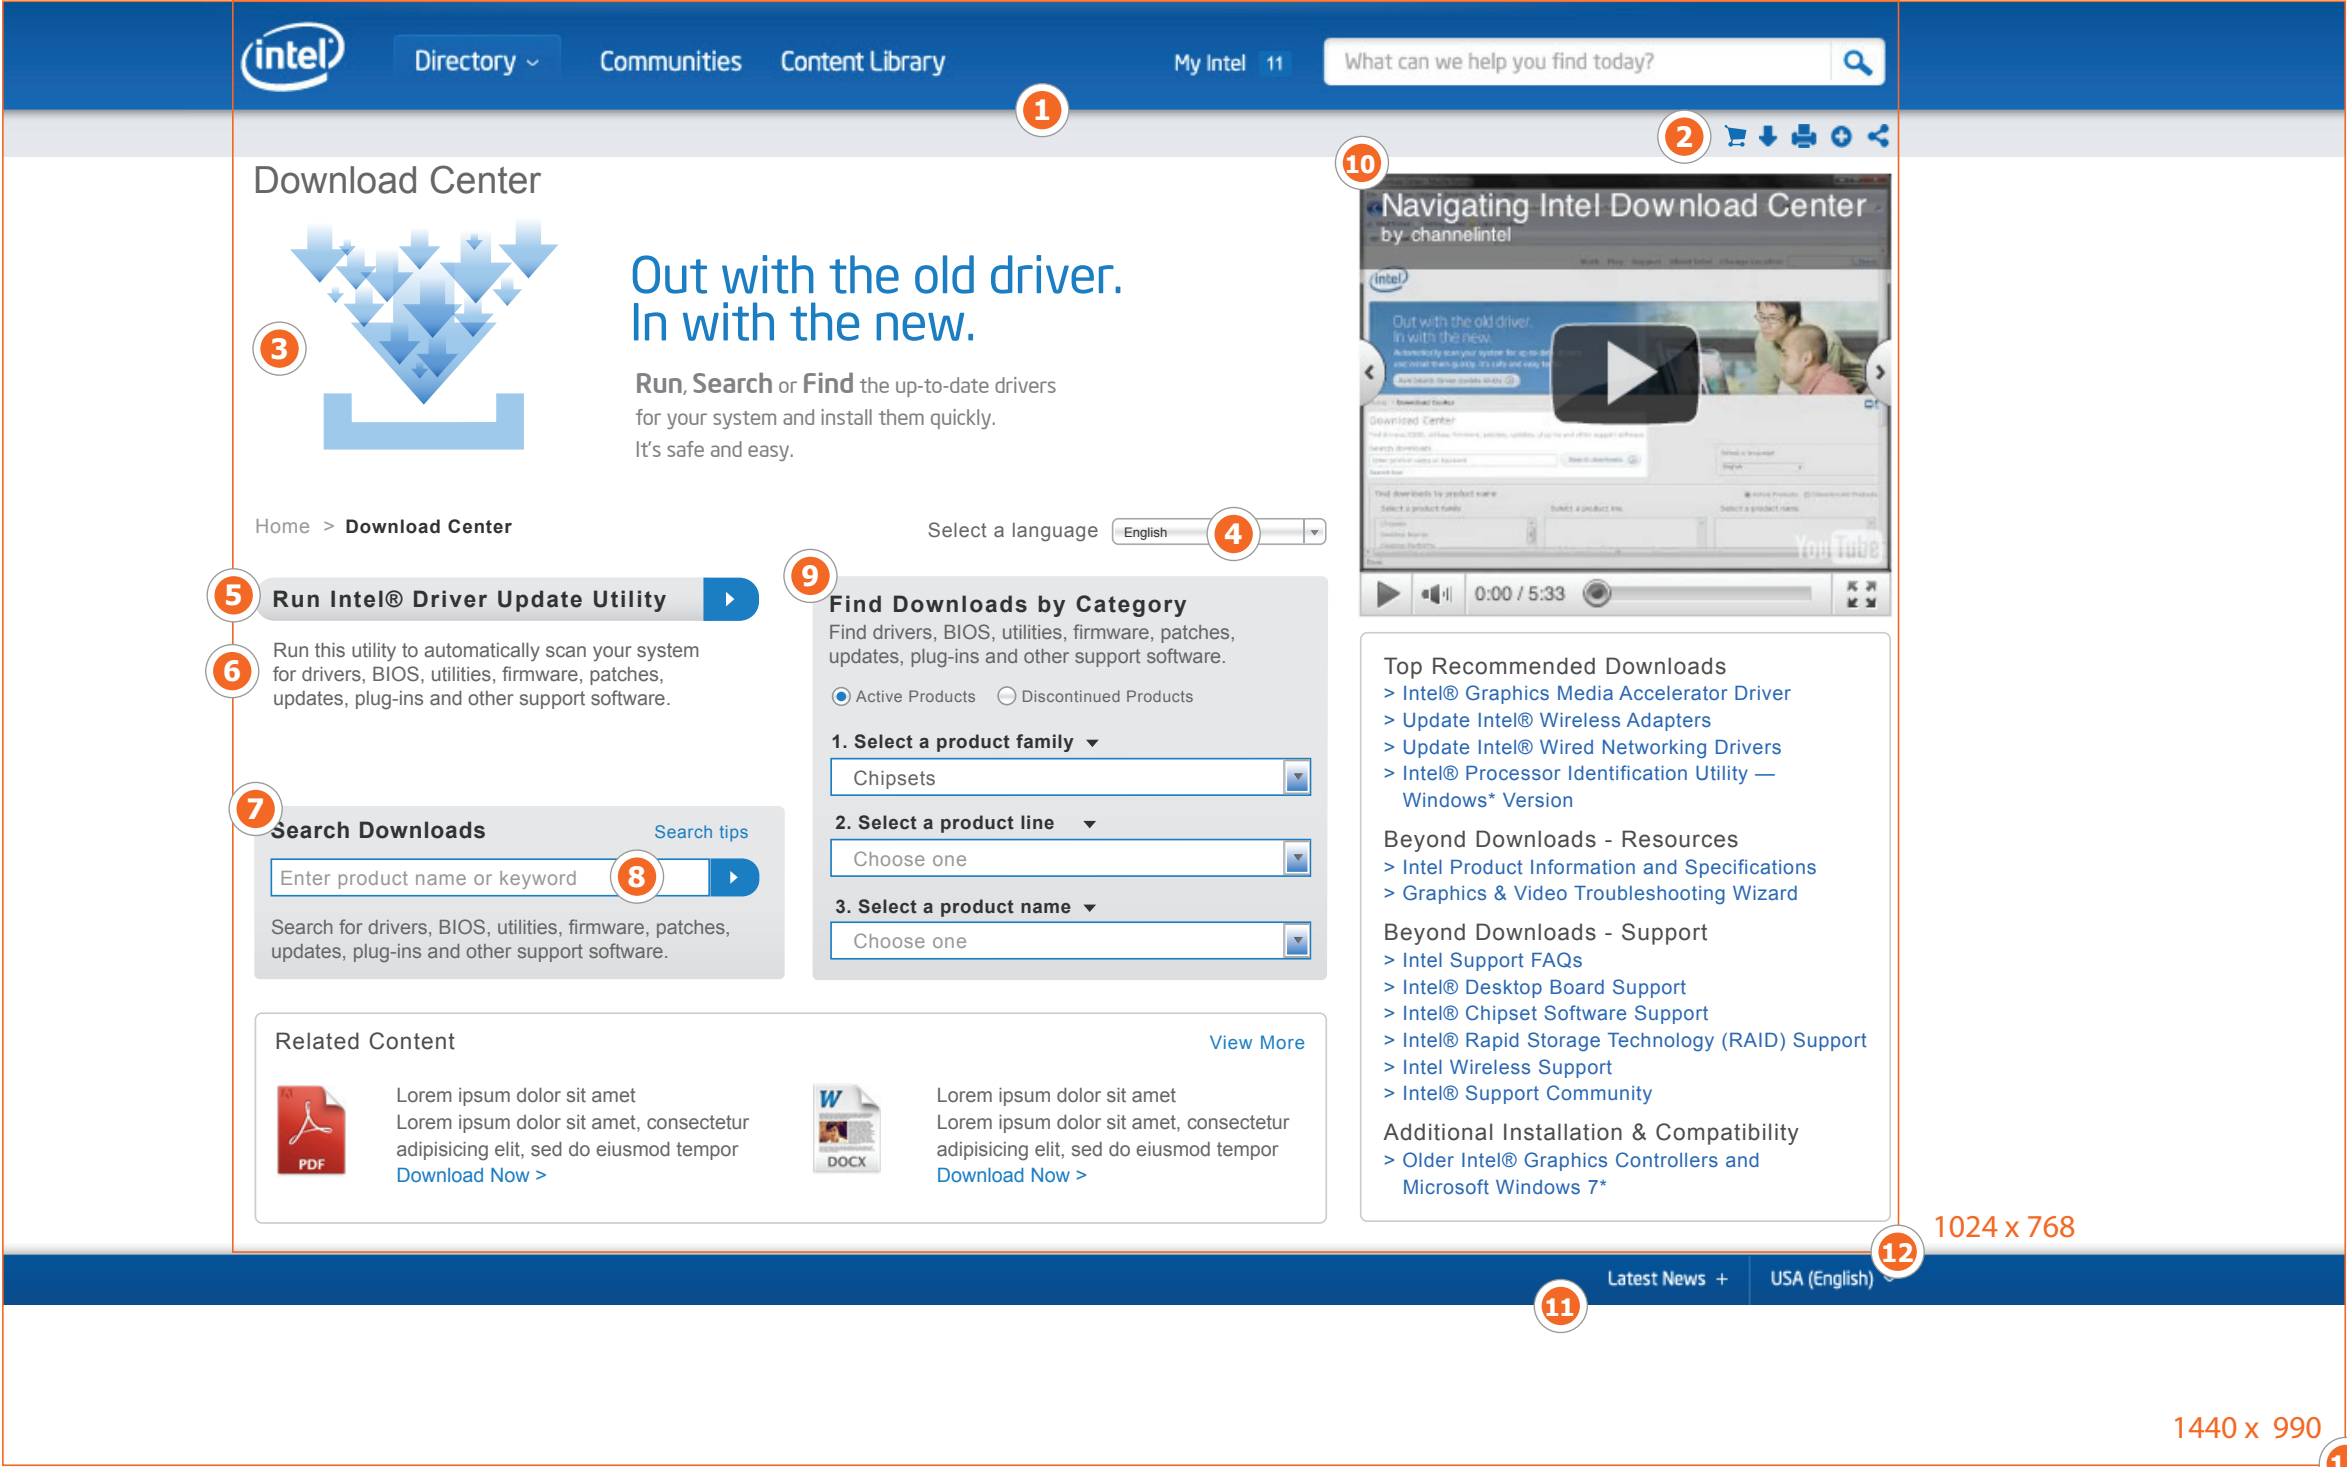 intel
Directory
Communities
Content Library
My Intel 11
What can we help you find today?
1
2
10
Download Center
Navigating Intel Download Center
by channelintel
intel
Out with the old driver.
In with the new.
3
Out with the old driver.
In with the new.
Run, Search or Find the up-to-date drivers
for your system and install them quickly.
It's safe and easy.
Download Center
YouTube
0:00 / 5:33
Home > Download Center
Select a language
English
4
5
Run Intel® Driver Update Utility
6
Run this utility to automatically scan your system
for drivers, BIOS, utilities, firmware, patches,
updates, plug-ins and other support software.
7
Search Downloads
Search tips
Enter product name or keyword
8
Search for drivers, BIOS, utilities, firmware, patches,
updates, plug-ins and other support software.
9
Find Downloads by Category
Find drivers, BIOS, utilities, firmware, patches,
updates, plug-ins and other support software.
Active Products
Discontinued Products
1. Select a product family
Chipsets
2. Select a product line
Choose one
3. Select a product name
Choose one
Top Recommended Downloads
> Intel® Graphics Media Accelerator Driver
> Update Intel® Wireless Adapters
> Update Intel® Wired Networking Drivers
> Intel® Processor Identification Utility —
Windows* Version
Beyond Downloads - Resources
> Intel Product Information and Specifications
> Graphics & Video Troubleshooting Wizard
Beyond Downloads - Support
> Intel Support FAQs
> Intel® Desktop Board Support
> Intel® Chipset Software Support
> Intel® Rapid Storage Technology (RAID) Support
> Intel Wireless Support
> Intel® Support Community
Additional Installation & Compatibility
> Older Intel® Graphics Controllers and
Microsoft Windows 7*
Related Content
View More
PDF
Lorem ipsum dolor sit amet
Lorem ipsum dolor sit amet, consectetur
adipisicing elit, sed do eiusmod tempor
Download Now >
W
DOCX
Lorem ipsum dolor sit amet
Lorem ipsum dolor sit amet, consectetur
adipisicing elit, sed do eiusmod tempor
Download Now >
1024 x 768
12
Latest News +
USA (English)
11
1440 x 990